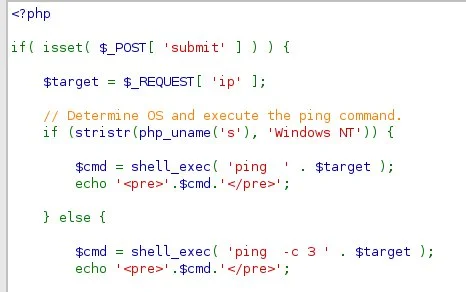 <?php
if( isset( $_POST[ 'submit' ] ) ) {
$target = $_REQUEST[ 'ip' ];
// Determine OS and execute the ping command.
if (stristr(php_uname('s'), 'Windows NT')) {
$cmd = shell_exec( 'ping  ' . $target );
echo '<pre>'.$cmd.'</pre>';
} else {
$cmd = shell_exec( 'ping  -c 3 ' . $target );
echo '<pre>'.$cmd.'</pre>';